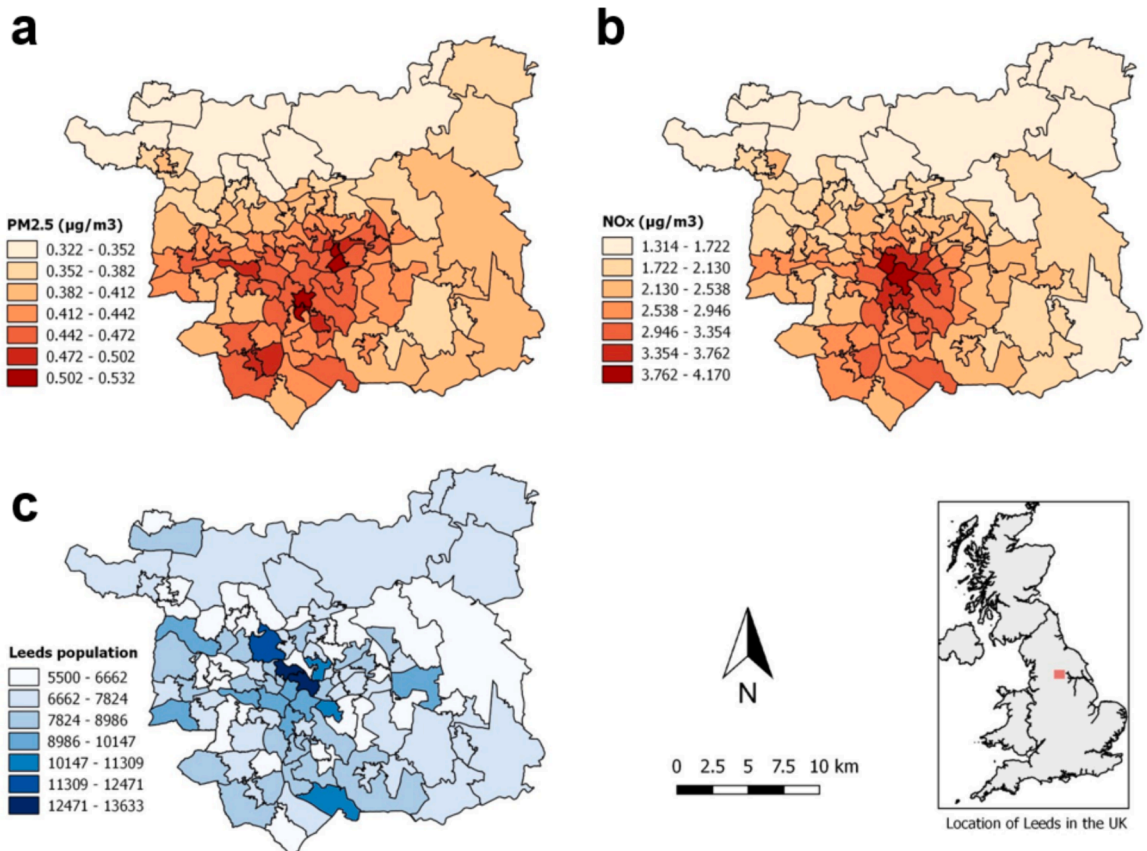 a
b
PM2.5 (µg/m3)
0.322 - 0.352
0.352 - 0.382
0.382 - 0.412
0.412 - 0.442
0.442 - 0.472
0.472 - 0.502
0.502 - 0.532
NOx (µg/m3)
1.314 - 1.722
1.722 - 2.130
2.130 - 2.538
2.538 - 2.946
2.946 - 3.354
3.354 - 3.762
3.762 - 4.170
c
Leeds population
5500 - 6662
6662 - 7824
7824 - 8986
8986 - 10147
10147 - 11309
11309 - 12471
12471 - 13633
N
0 2.5 5 7.5 10 km
Location of Leeds in the UK